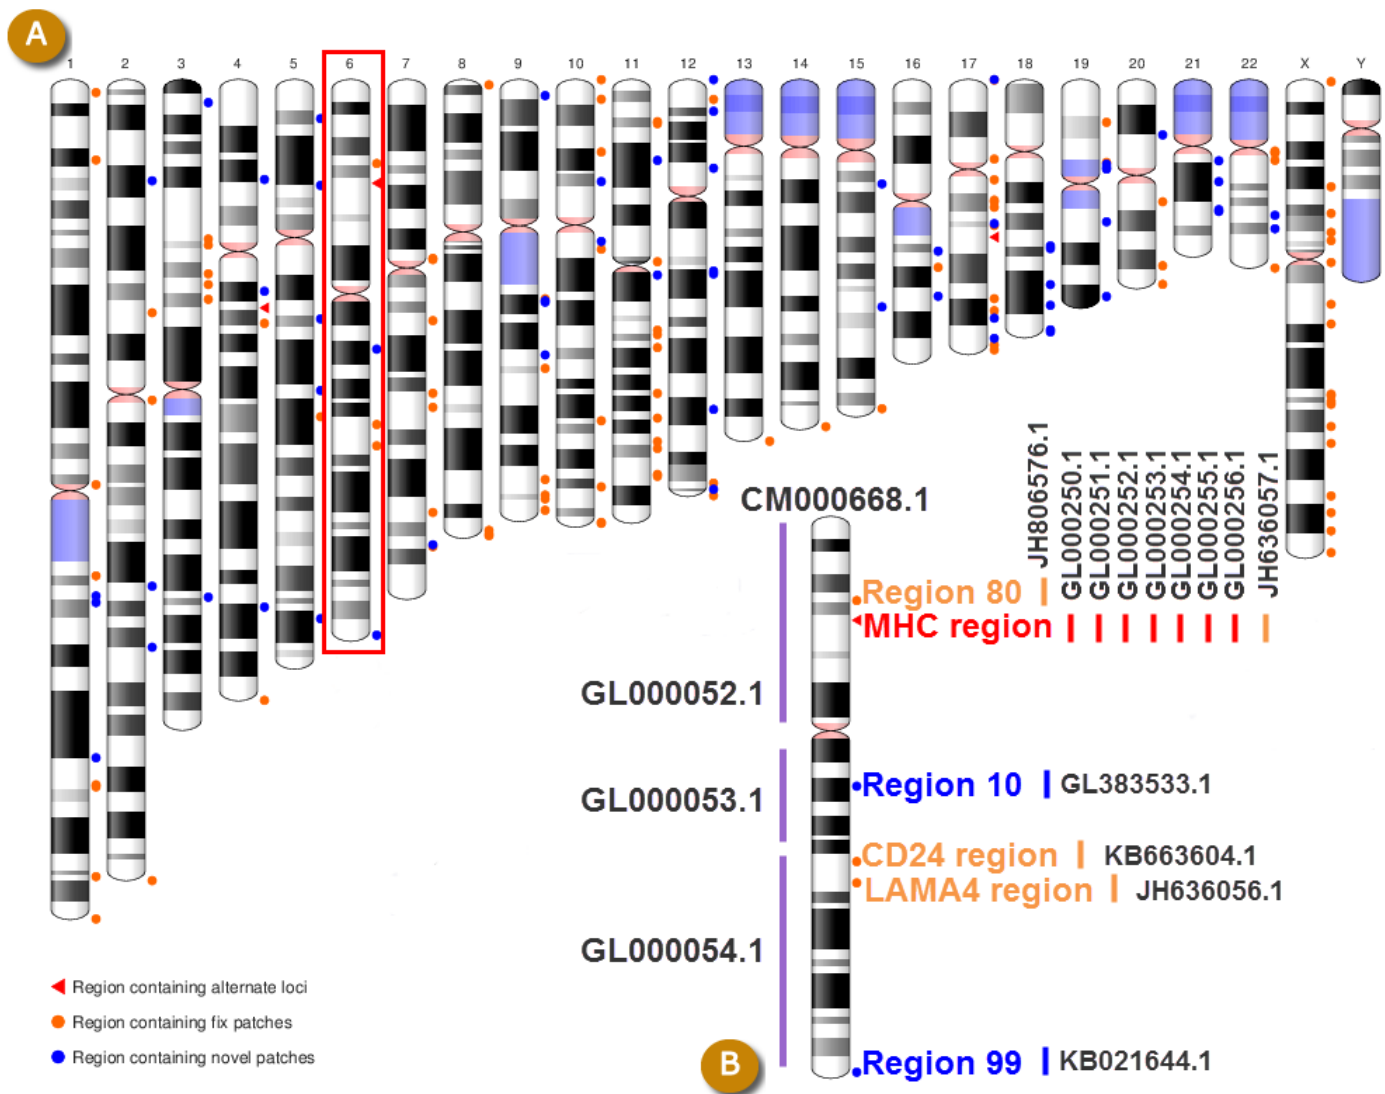 A
1 2 3 4 5 6 7 8 9 10 11 12 13 14 15 16 17 18 19 20 21 22 X Y
CM000668.1
JH806576.1
GL000250.1
GL000251.1
GL000252.1
GL000253.1
GL000254.1
GL000255.1
GL000256.1
JH636057.1
Region 80
MHC region
GL000052.1
Region 10 GL383533.1
GL000053.1
CD24 region KB663604.1
LAMA4 region JH636056.1
GL000054.1
Region containing alternate loci
Region containing fix patches
Region containing novel patches
B
Region 99 KB021644.1